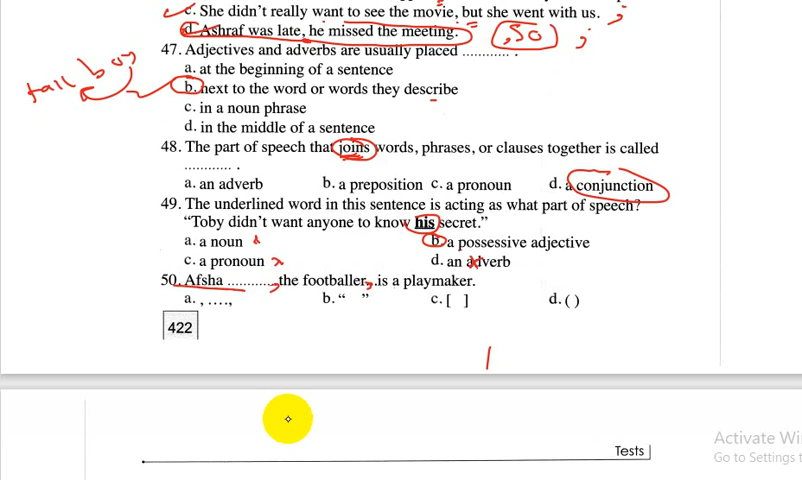 c. She didn't really want to see the movie, but she went with us. ;
d. Ashraf was late, he missed the meeting. , so ;
47. Adjectives and adverbs are usually placed ............ .
tall boy
a. at the beginning of a sentence
b. next to the word or words they describe
c. in a noun phrase
d. in the middle of a sentence
48. The part of speech that joins words, phrases, or clauses together is called
............ .
a. an adverb b. a preposition c. a pronoun d. a conjunction
49. The underlined word in this sentence is acting as what part of speech?
"Toby didn't want anyone to know his secret."
a. a noun b. a possessive adjective
c. a pronoun d. an adverb
50. Afsha ............, the footballer, .is a playmaker.
a. , ...., b. " " c. [ ] d. ( )
422
Tests
Activate Wi
Go to Settings t